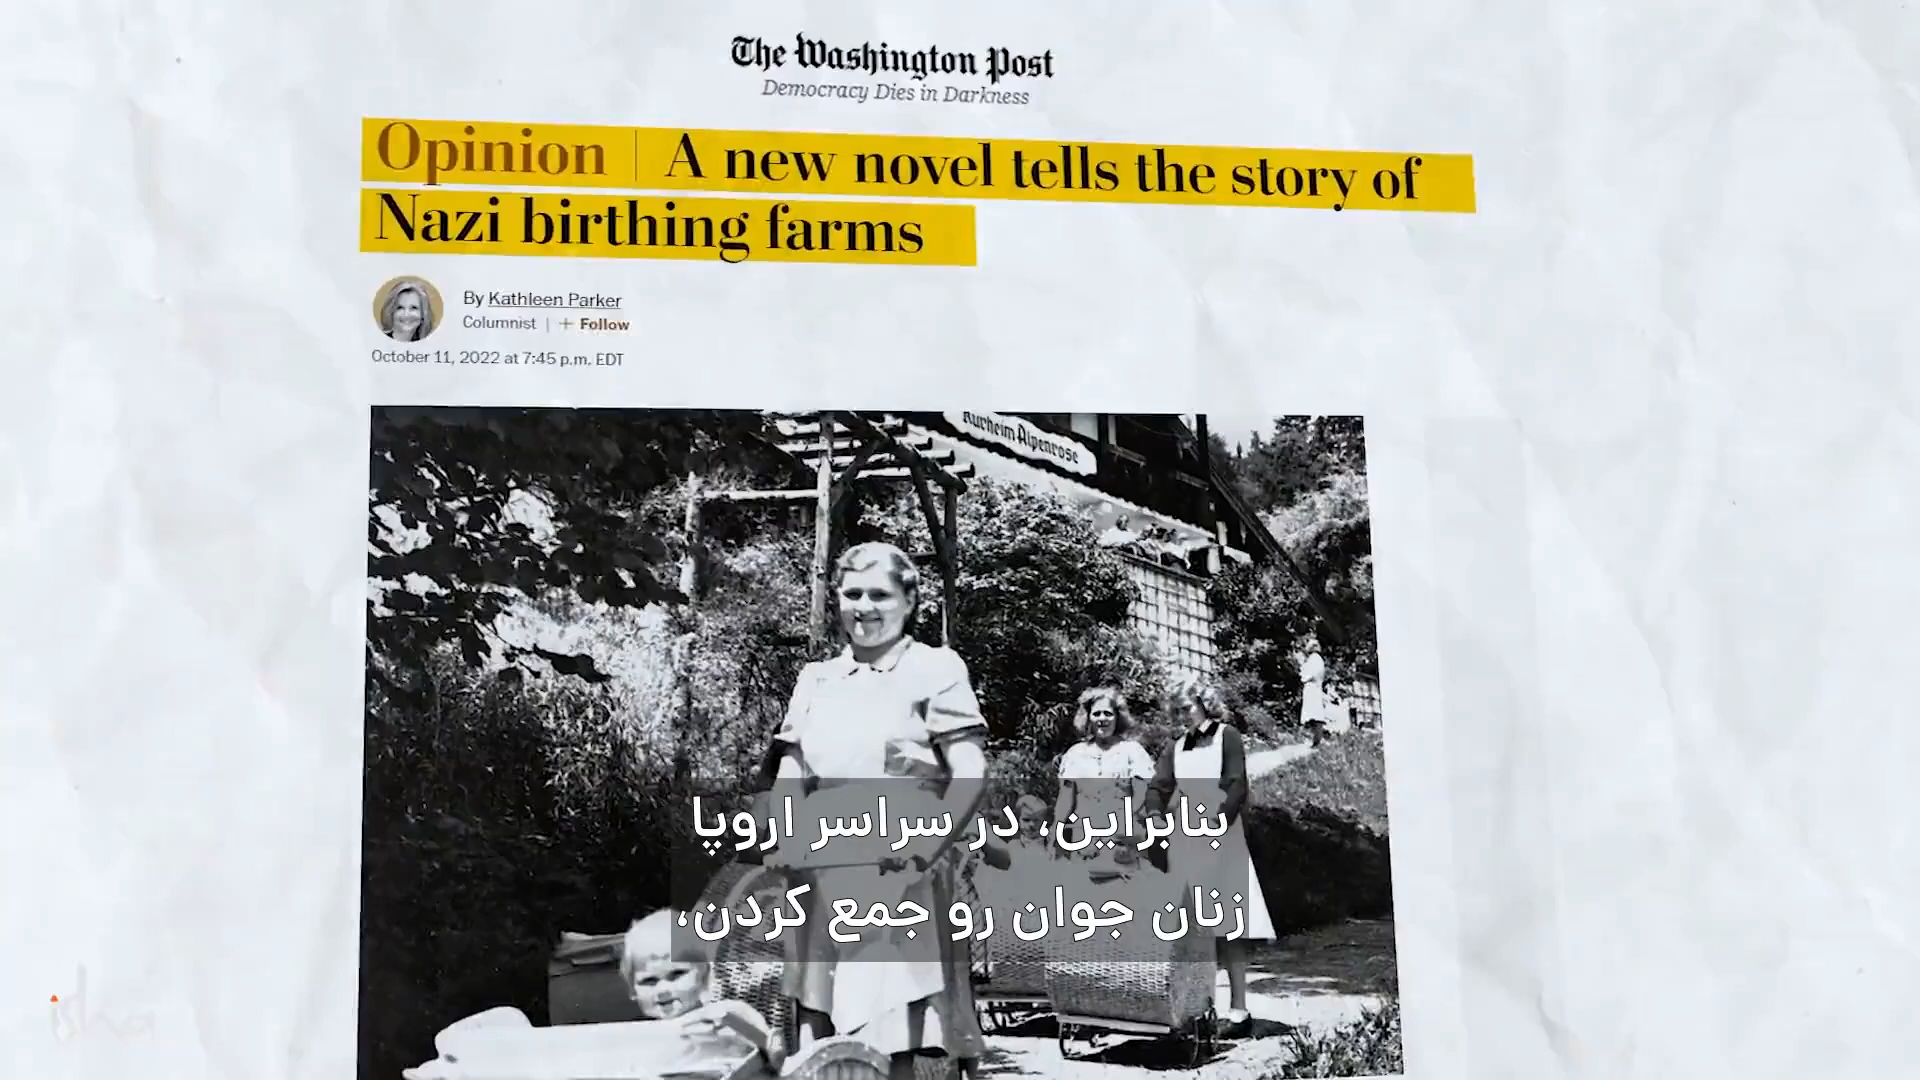 The Washington Post
Democracy Dies in Darkness
Opinion | A new novel tells the story of
Nazi birthing farms
By Kathleen Parker
Columnist | + Follow
October 11, 2022 at 7:45 p.m. EDT
Kurheim Alpenrose
بنابراین، در سراسر اروپا
زنان جوان رو جمع کردن،
isha